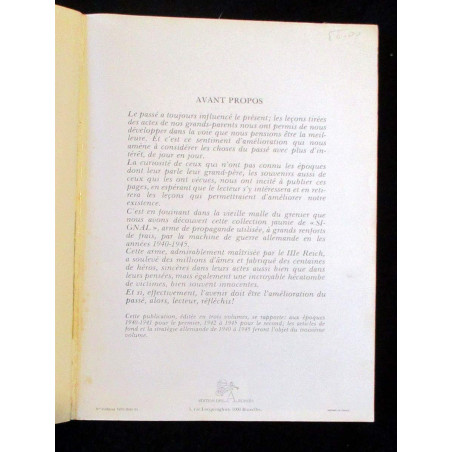 AVANT PROPOS
Le passé a toujours influencé le présent; les leçons tirées
des actes de nos grands-parents nous ont permis de nous
développer dans la voie que nous pensions être la meil-
leure. Et c'est ce sentiment d'amélioration qui nous
amène à considérer les choses du passé avec plus d'in-
térêt, de jour en jour.
La curiosité de ceux qui n'ont pas connu les époques
dont leur parle leur grand-père, les souvenirs aussi de
ceux qui les ont vécues, nous ont incité à publier ces
pages, en espérant que le lecteur s'y intéressera et en reti-
rera les leçons qui permettraient d'améliorer notre
existence.
C'est en fouinant dans la vieille malle du grenier que
nous avons découvert cette collection jaunie de «SI-
GNAL», arme de propagande utilisée, à grands renforts
de frais, par la machine de guerre allemande en les
années 1940-1945.
Cette arme, admirablement maîtrisée par le IIIe Reich,
a soulevé des millions d'âmes et fabriqué des centaines
de héros, sincères dans leurs actes aussi bien que dans
leurs pensées, mais également une incroyable hécatombe
de victimes, bien souvent innocentes.
Et si, effectivement, l'avenir doit être l'amélioration du
passé, alors, lecteur, réfléchis!
Cette publication, éditée en trois volumes, se rapporte: aux époques
1940-1941 pour le premier, 1942 à 1945 pour le second; les articles de
fond et la stratégie allemande de 1940 à 1945 feront l'objet du troisième
volume.